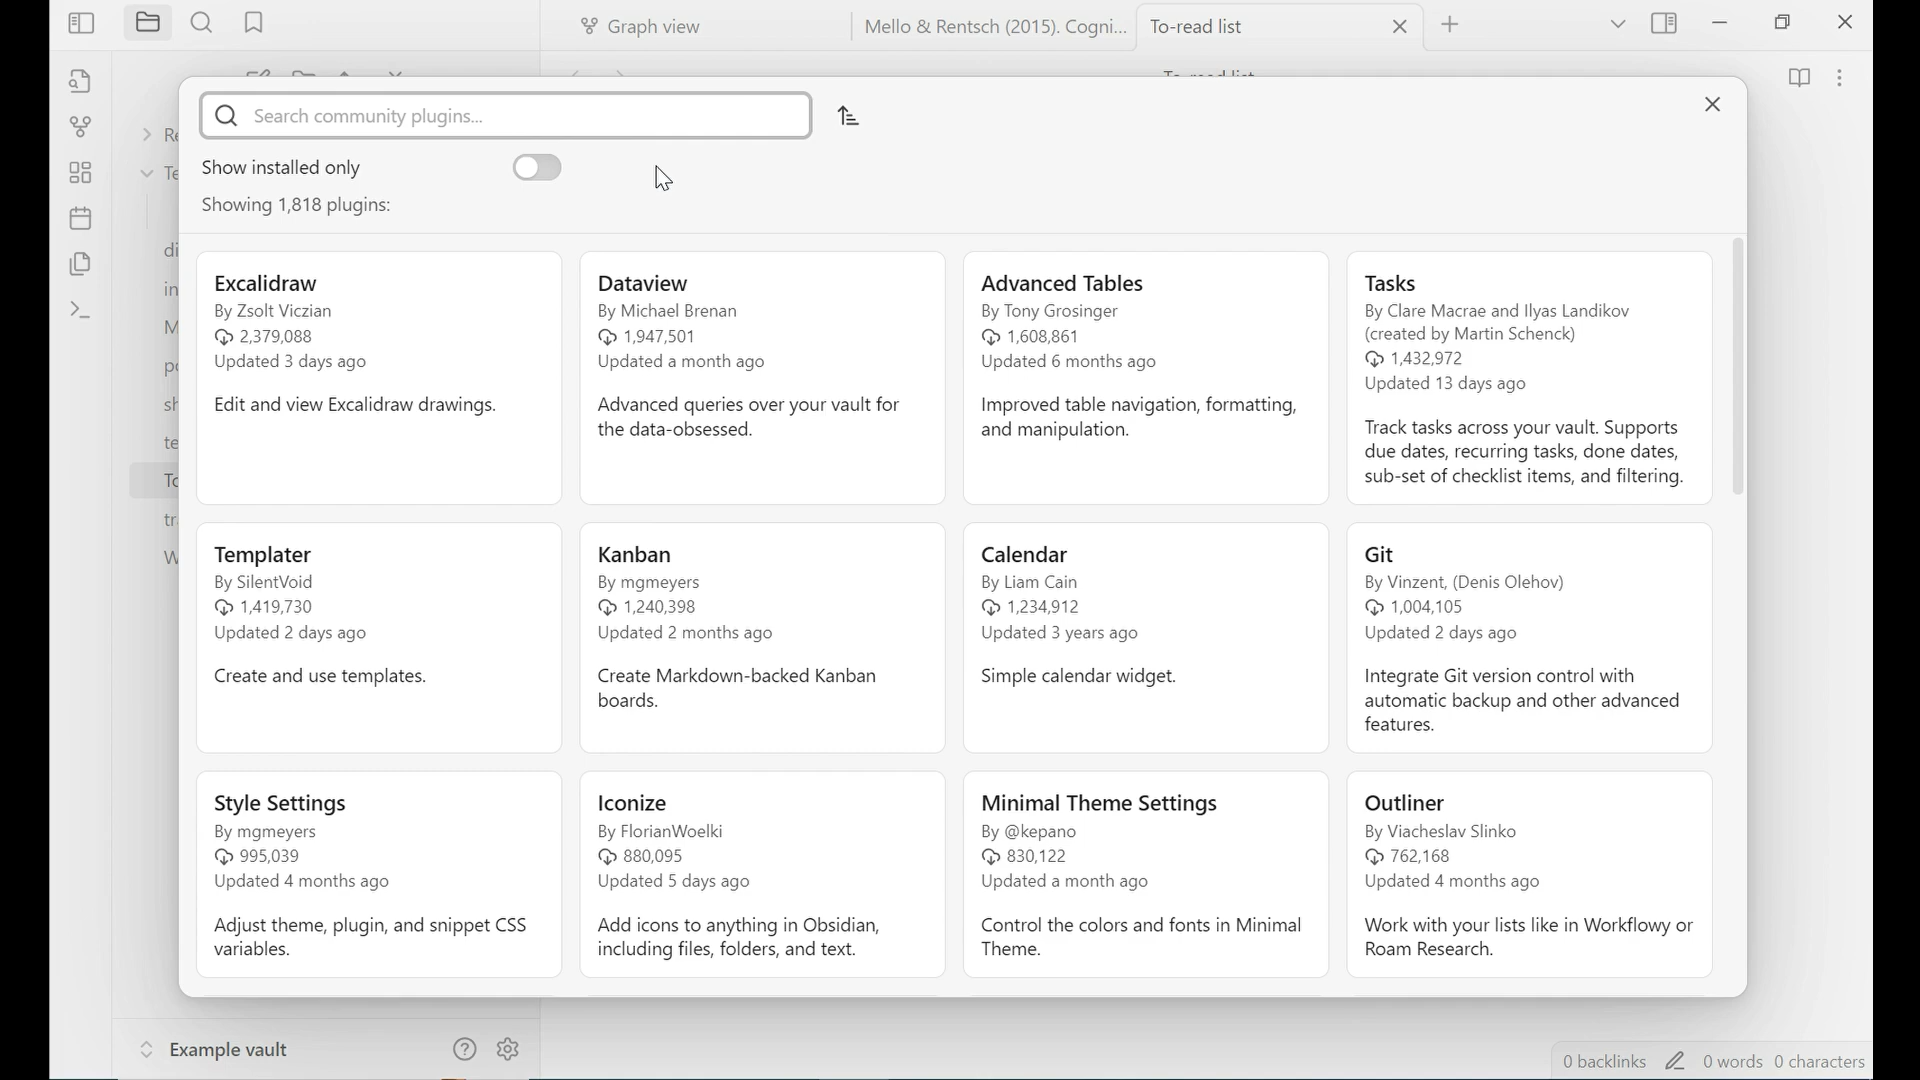 Graph view
Mello & Rentsch (2015). Cogni...
To-read list
Search community plugins...
Show installed only
Showing 1,818 plugins:
Excalidraw
By Zsolt Viczian
2,379,088
Updated 3 days ago
Edit and view Excalidraw drawings.
Dataview
By Michael Brenan
1,947,501
Updated a month ago
Advanced queries over your vault for
the data-obsessed.
Advanced Tables
By Tony Grosinger
1,608,861
Updated 6 months ago
Improved table navigation, formatting,
and manipulation.
Tasks
By Clare Macrae and Ilyas Landikov
(created by Martin Schenck)
1,432,972
Updated 13 days ago
Track tasks across your vault. Supports
due dates, recurring tasks, done dates,
sub-set of checklist items, and filtering.
Templater
By SilentVoid
1,419,730
Updated 2 days ago
Create and use templates.
Kanban
By mgmeyers
1,240,398
Updated 2 months ago
Create Markdown-backed Kanban
boards.
Calendar
By Liam Cain
1,234,912
Updated 3 years ago
Simple calendar widget.
Git
By Vinzent, (Denis Olehov)
1,004,105
Updated 2 days ago
Integrate Git version control with
automatic backup and other advanced
features.
Style Settings
By mgmeyers
995,039
Updated 4 months ago
Adjust theme, plugin, and snippet CSS
variables.
Iconize
By FlorianWoelki
880,095
Updated 5 days ago
Add icons to anything in Obsidian,
including files, folders, and text.
Minimal Theme Settings
By @kepano
830,122
Updated a month ago
Control the colors and fonts in Minimal
Theme.
Outliner
By Viacheslav Slinko
762,168
Updated 4 months ago
Work with your lists like in Workflowy or
Roam Research.
Example vault
0 backlinks 0 words 0 characters